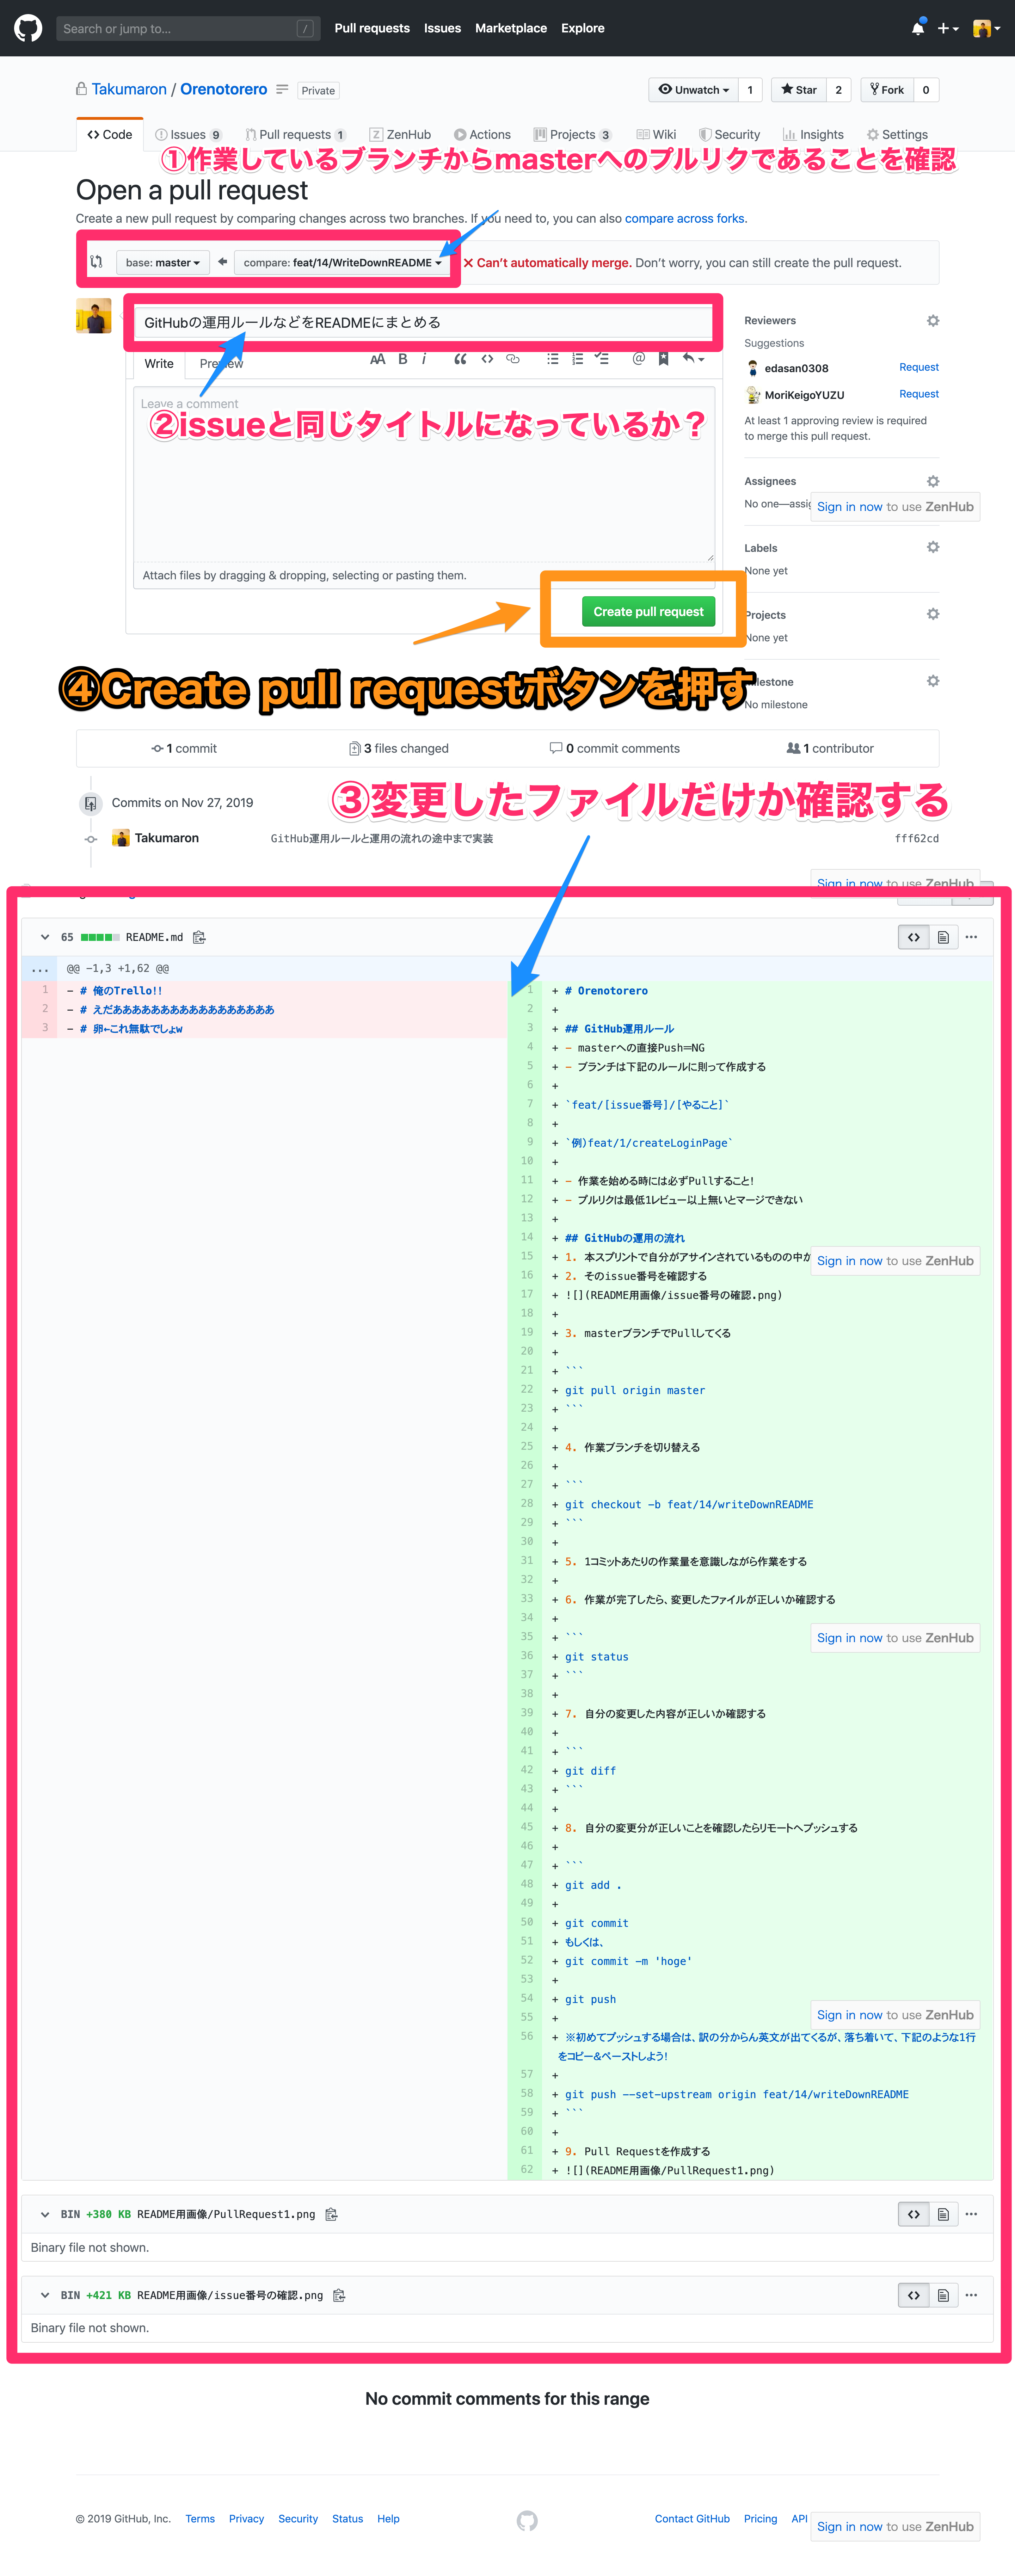 Search or jump to... /
Pull requests Issues Marketplace Explore
Takumaron / Orenotorero Private
Unwatch 1 Star 2 Fork 0
Code Issues 9 Pull requests 1 ZenHub Actions Projects 3 Wiki Security Insights Settings
①作業しているブランチからmasterへのプルリクであることを確認
Open a pull request
Create a new pull request by comparing changes across two branches. If you need to, you can also compare across forks.
base: master compare: feat/14/WriteDownREADME
Can't automatically merge. Don't worry, you can still create the pull request.
GitHubの運用ルールなどをREADMEにまとめる
Write Preview
AA B i
Leave a comment
②issueと同じタイトルになっているか？
Attach files by dragging & dropping, selecting or pasting them.
Create pull request
④Create pull requestボタンを押す
Reviewers
Suggestions
edasan0308 Request
MoriKeigoYUZU Request
At least 1 approving review is required
to merge this pull request.
Assignees
No one—assig
Sign in now to use ZenHub
Labels
None yet
Projects
None yet
Milestone
No milestone
1 commit 3 files changed 0 commit comments 1 contributor
③変更したファイルだけか確認する
Commits on Nov 27, 2019
Takumaron GitHub運用ルールと運用の流れの途中まで実装 fff62cd
Sign in now to use ZenHub
65 README.md
... @@ -1,3 +1,62 @@
1 - # 俺のTrello!!
2 - # えだあああああああああああああああああ
3 - # 卵←これ無駄でしょw
1 + # Orenotorero
2 +
3 + ## GitHub運用ルール
4 + - masterへの直接Push=NG
5 + - ブランチは下記のルールに則って作成する
6 +
7 + `feat/[issue番号]/[やること]`
8 +
9 + `例)feat/1/createLoginPage`
10 +
11 + - 作業を始める時には必ずPullすること!
12 + - プルリクは最低1レビュー以上無いとマージできない
13 +
14 + ## GitHubの運用の流れ
15 + 1. 本スプリントで自分がアサインされているものの中か
Sign in now to use ZenHub
16 + 2. そのissue番号を確認する
17 + ![](README用画像/issue番号の確認.png)
18 +
19 + 3. masterブランチでPullしてくる
20 +
21 + ```
22 + git pull origin master
23 + ```
24 +
25 + 4. 作業ブランチを切り替える
26 +
27 + ```
28 + git checkout -b feat/14/writeDownREADME
29 + ```
30 +
31 + 5. 1コミットあたりの作業量を意識しながら作業をする
32 +
33 + 6. 作業が完了したら、変更したファイルが正しいか確認する
34 +
Sign in now to use ZenHub
35 + ```
36 + git status
37 + ```
38 +
39 + 7. 自分の変更した内容が正しいか確認する
40 +
41 + ```
42 + git diff
43 + ```
44 +
45 + 8. 自分の変更分が正しいことを確認したらリモートへプッシュする
46 +
47 + ```
48 + git add .
49 +
50 + git commit
51 + もしくは、
52 + git commit -m 'hoge'
53 +
54 + git push
55 +
Sign in now to use ZenHub
56 + ※初めてプッシュする場合は、訳の分からん英文が出てくるが、落ち着いて、下記のような1行
をコピー&ペーストしよう!
57 +
58 + git push --set-upstream origin feat/14/writeDownREADME
59 + ```
60 +
61 + 9. Pull Requestを作成する
62 + ![](README用画像/PullRequest1.png)
BIN +380 KB README用画像/PullRequest1.png
Binary file not shown.
BIN +421 KB README用画像/issue番号の確認.png
Binary file not shown.
No commit comments for this range
© 2019 GitHub, Inc. Terms Privacy Security Status Help
Contact GitHub Pricing API
Sign in now to use ZenHub